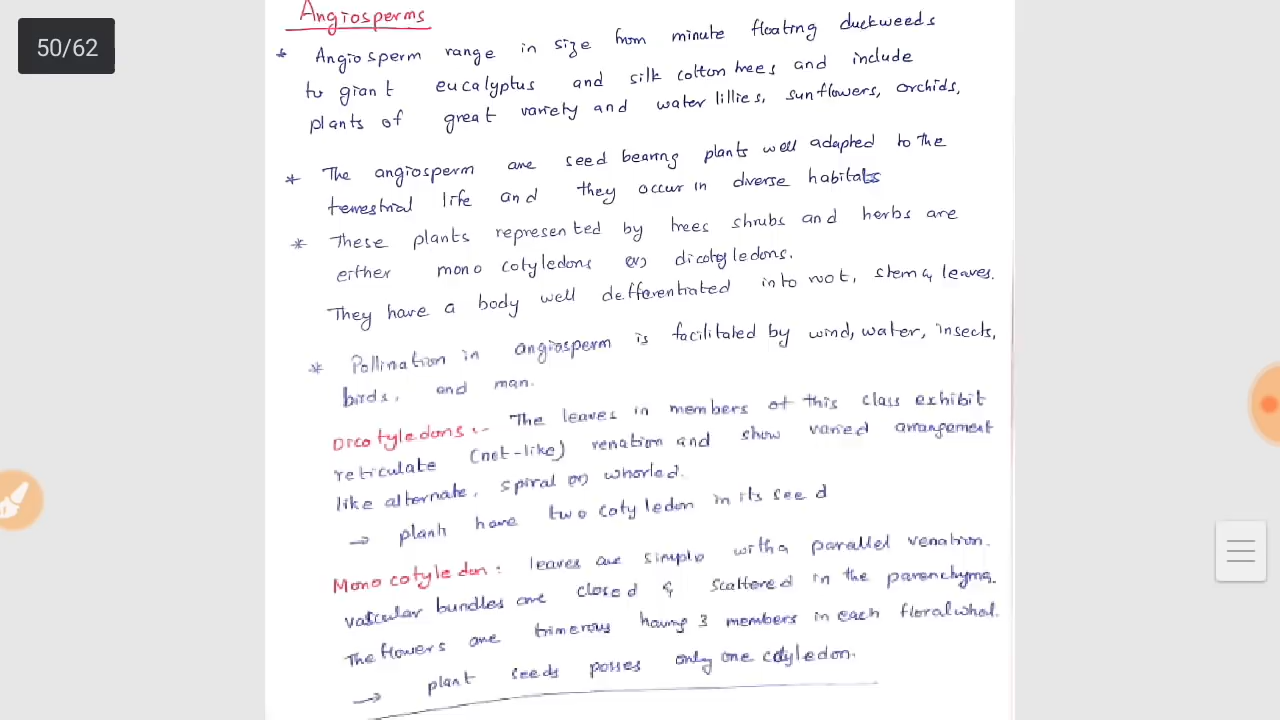 50/62
Angiosperms
* Angiosperm range in size from minute floating duckweeds
to giant eucalyptus and silk cotton trees and include
plants of great variety and water lillies, sunflowers, orchids,
* The angiosperm are seed bearing plants well adapted to the
terrestrial life and they occur in diverse habitats
* These plants represented by trees shrubs and herbs are
either mono cotyledons (or) dicotyledons.
They have a body well defferentiated into root, stem & leaves.
* Pollination in angiosperm is facilitated by wind, water, insects,
birds, and man.
Dicotyledons :- The leaves in members of this class exhibit
reticulate (net-like) venation and show varied arrangement
like alternate, spiral or whorled.
→ plant have two cotyledon in its seed
Mono cotyledon : leaves are simple with a parallel venation.
vascular bundles are closed & scattered in the parenchyma.
The flowers are trimerous having 3 members in each floral whol.
→ plant seeds posses only one cotyledon.